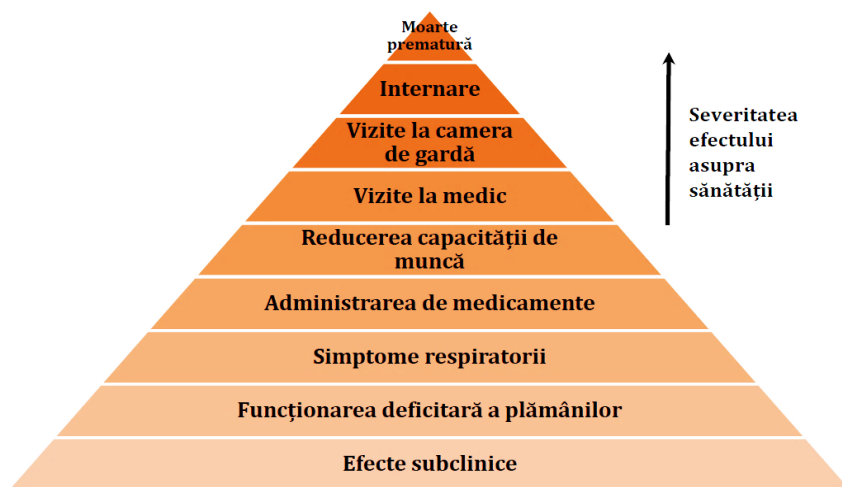 Moarte
prematură
Internare
Vizite la camera
de gardă
Vizite la medic
Reducerea capacității de
muncă
Administrarea de medicamente
Simptome respiratorii
Funcționarea deficitară a plămânilor
Efecte subclinice
Severitatea
efectului
asupra
sănătății